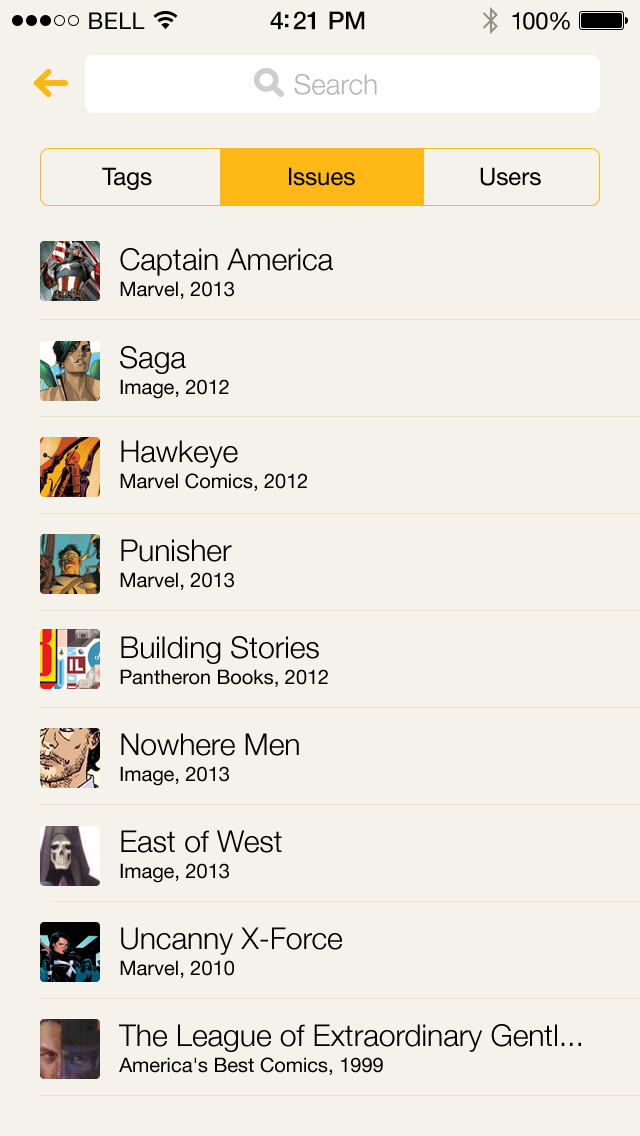 BELL 4:21 PM 100%
Search
Tags Issues Users
Captain America
Marvel, 2013
Saga
Image, 2012
Hawkeye
Marvel Comics, 2012
Punisher
Marvel, 2013
Building Stories
Pantheron Books, 2012
Nowhere Men
Image, 2013
East of West
Image, 2013
Uncanny X-Force
Marvel, 2010
The League of Extraordinary Gentl...
America's Best Comics, 1999